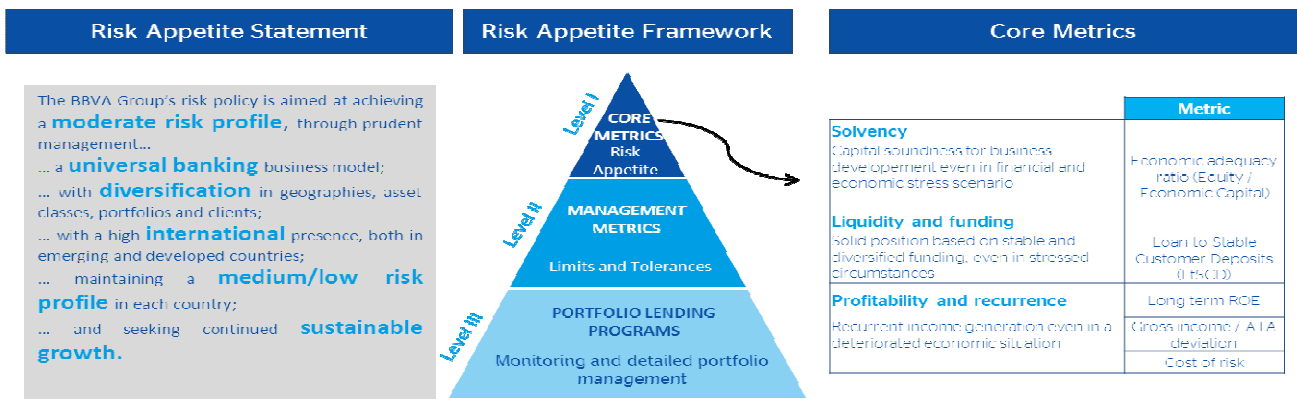 Risk Appetite Statement
The BBVA Group's risk policy is aimed at achieving
a moderate risk profile, through prudent
management...
... a universal banking business model;
... with diversification in geographies, asset
classes, portfolios and clients;
... with a high international presence, both in
emerging and developed countries;
... maintaining a medium/low risk
profile in each country;
... and seeking continued sustainable
growth.
Risk Appetite Framework
Level I
CORE
METRICS
Risk
Appetite
Level II
MANAGEMENT
METRICS
Limits and Tolerances
Level III
PORTFOLIO LENDING
PROGRAMS
Monitoring and detailed portfolio
management
Core Metrics
Metric
Solvency
Capital soundness for business
developement even in financial and
economic stress scenario
Economic adequacy
ratio (Equity /
Economic Capital)
Liquidity and funding
Solid position based on stable and
diversified funding, even in stressed
circumstances
Loan to Stable
Customer Deposits
(LtSCD)
Profitability and recurrence
Recurrent income generation even in a
deteriorated economic situation
Long term ROE
Gross income / ATA
deviation
Cost of risk